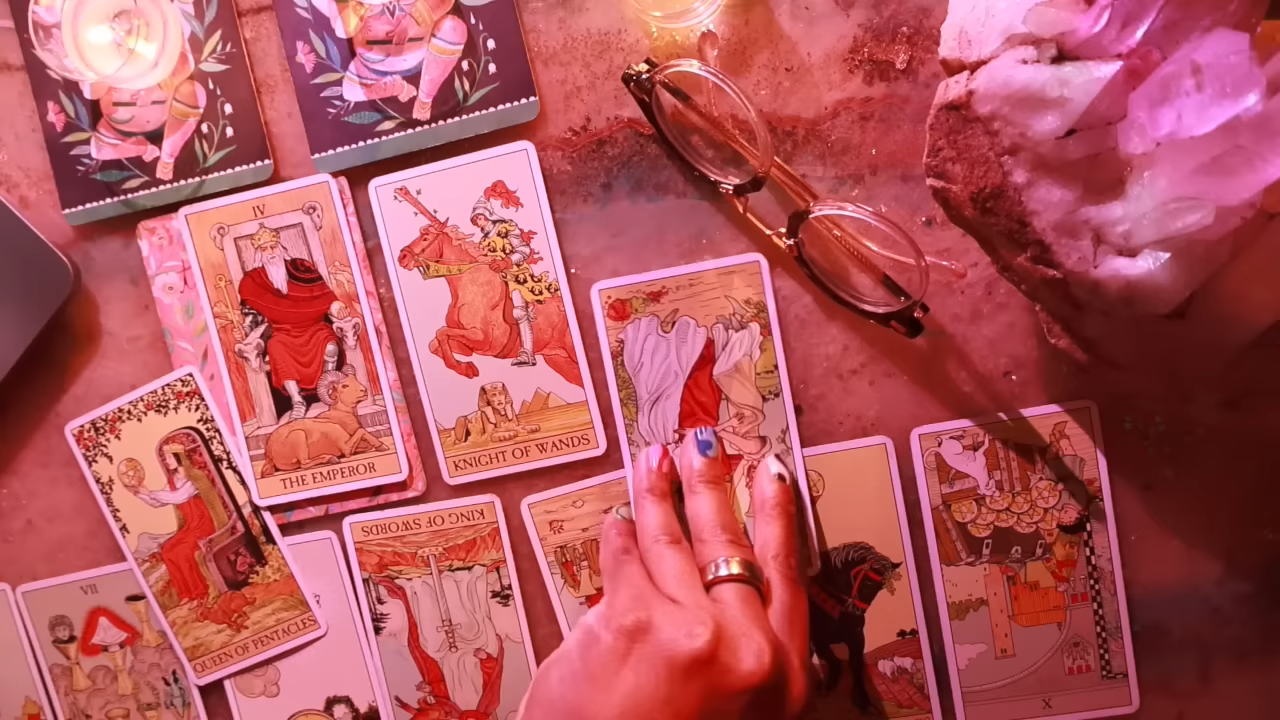 IV
THE EMPEROR
KNIGHT OF WANDS
KING OF SWORDS
VII
QUEEN OF PENTACLES
X